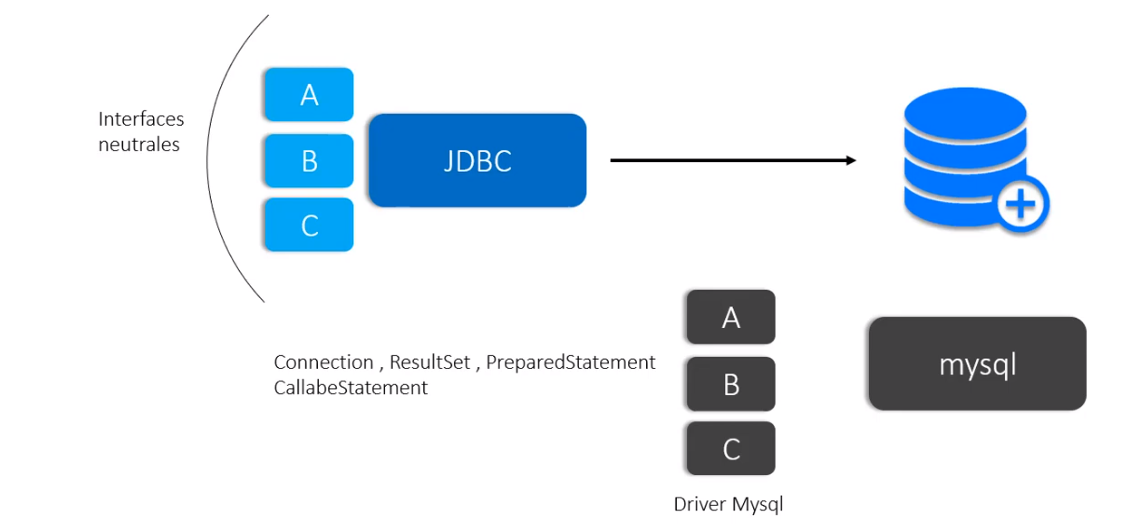 Interfaces
neutrales
A
B
C
JDBC
Connection , ResultSet , PreparedStatement
CallabeStatement
A
B
C
Driver Mysql
mysql